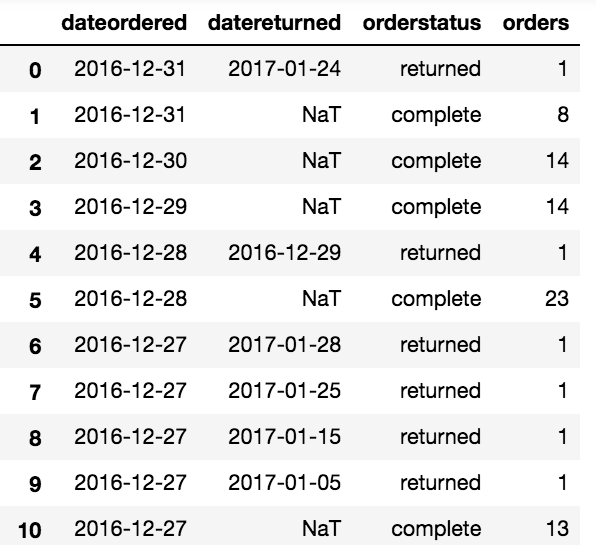 dateordered datereturned orderstatus orders
0 2016-12-31 2017-01-24 returned 1
1 2016-12-31 NaT complete 8
2 2016-12-30 NaT complete 14
3 2016-12-29 NaT complete 14
4 2016-12-28 2016-12-29 returned 1
5 2016-12-28 NaT complete 23
6 2016-12-27 2017-01-28 returned 1
7 2016-12-27 2017-01-25 returned 1
8 2016-12-27 2017-01-15 returned 1
9 2016-12-27 2017-01-05 returned 1
10 2016-12-27 NaT complete 13